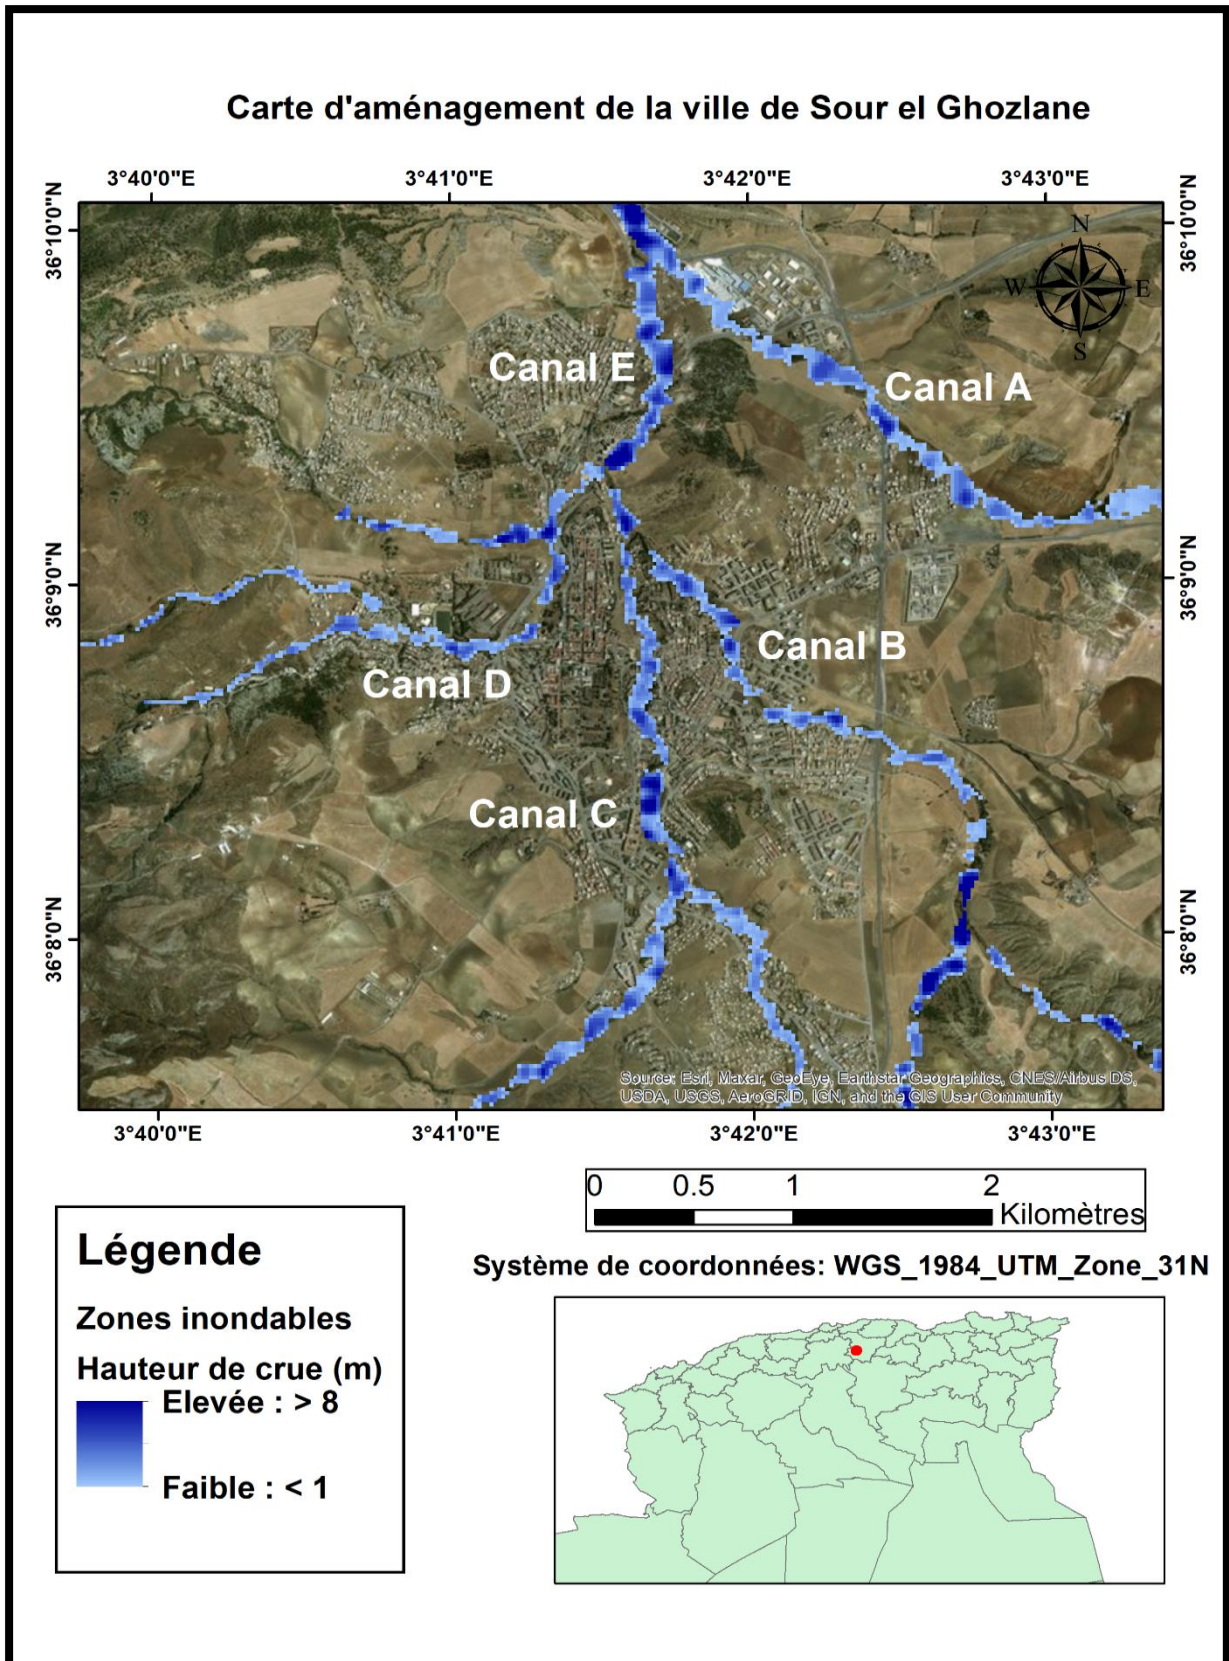 Carte d'aménagement de la ville de Sour el Ghozlane
3°40'0"E 3°41'0"E 3°42'0"E 3°43'0"E
36°10'0"N
36°10'0"N
N
W E
S
Canal E
Canal A
36°9'0"N
36°9'0"N
Canal B
Canal D
Canal C
36°8'0"N
36°8'0"N
Source: Esri, Maxar, GeoEye, Earthstar Geographics, CNES/Airbus DS,
USDA, USGS, AeroGRID, IGN, and the GIS User Community
3°40'0"E 3°41'0"E 3°42'0"E 3°43'0"E
0 0.5 1 2
Kilomètres
Légende
Système de coordonnées: WGS_1984_UTM_Zone_31N
Zones inondables
Hauteur de crue (m)
Elevée : > 8
Faible : < 1